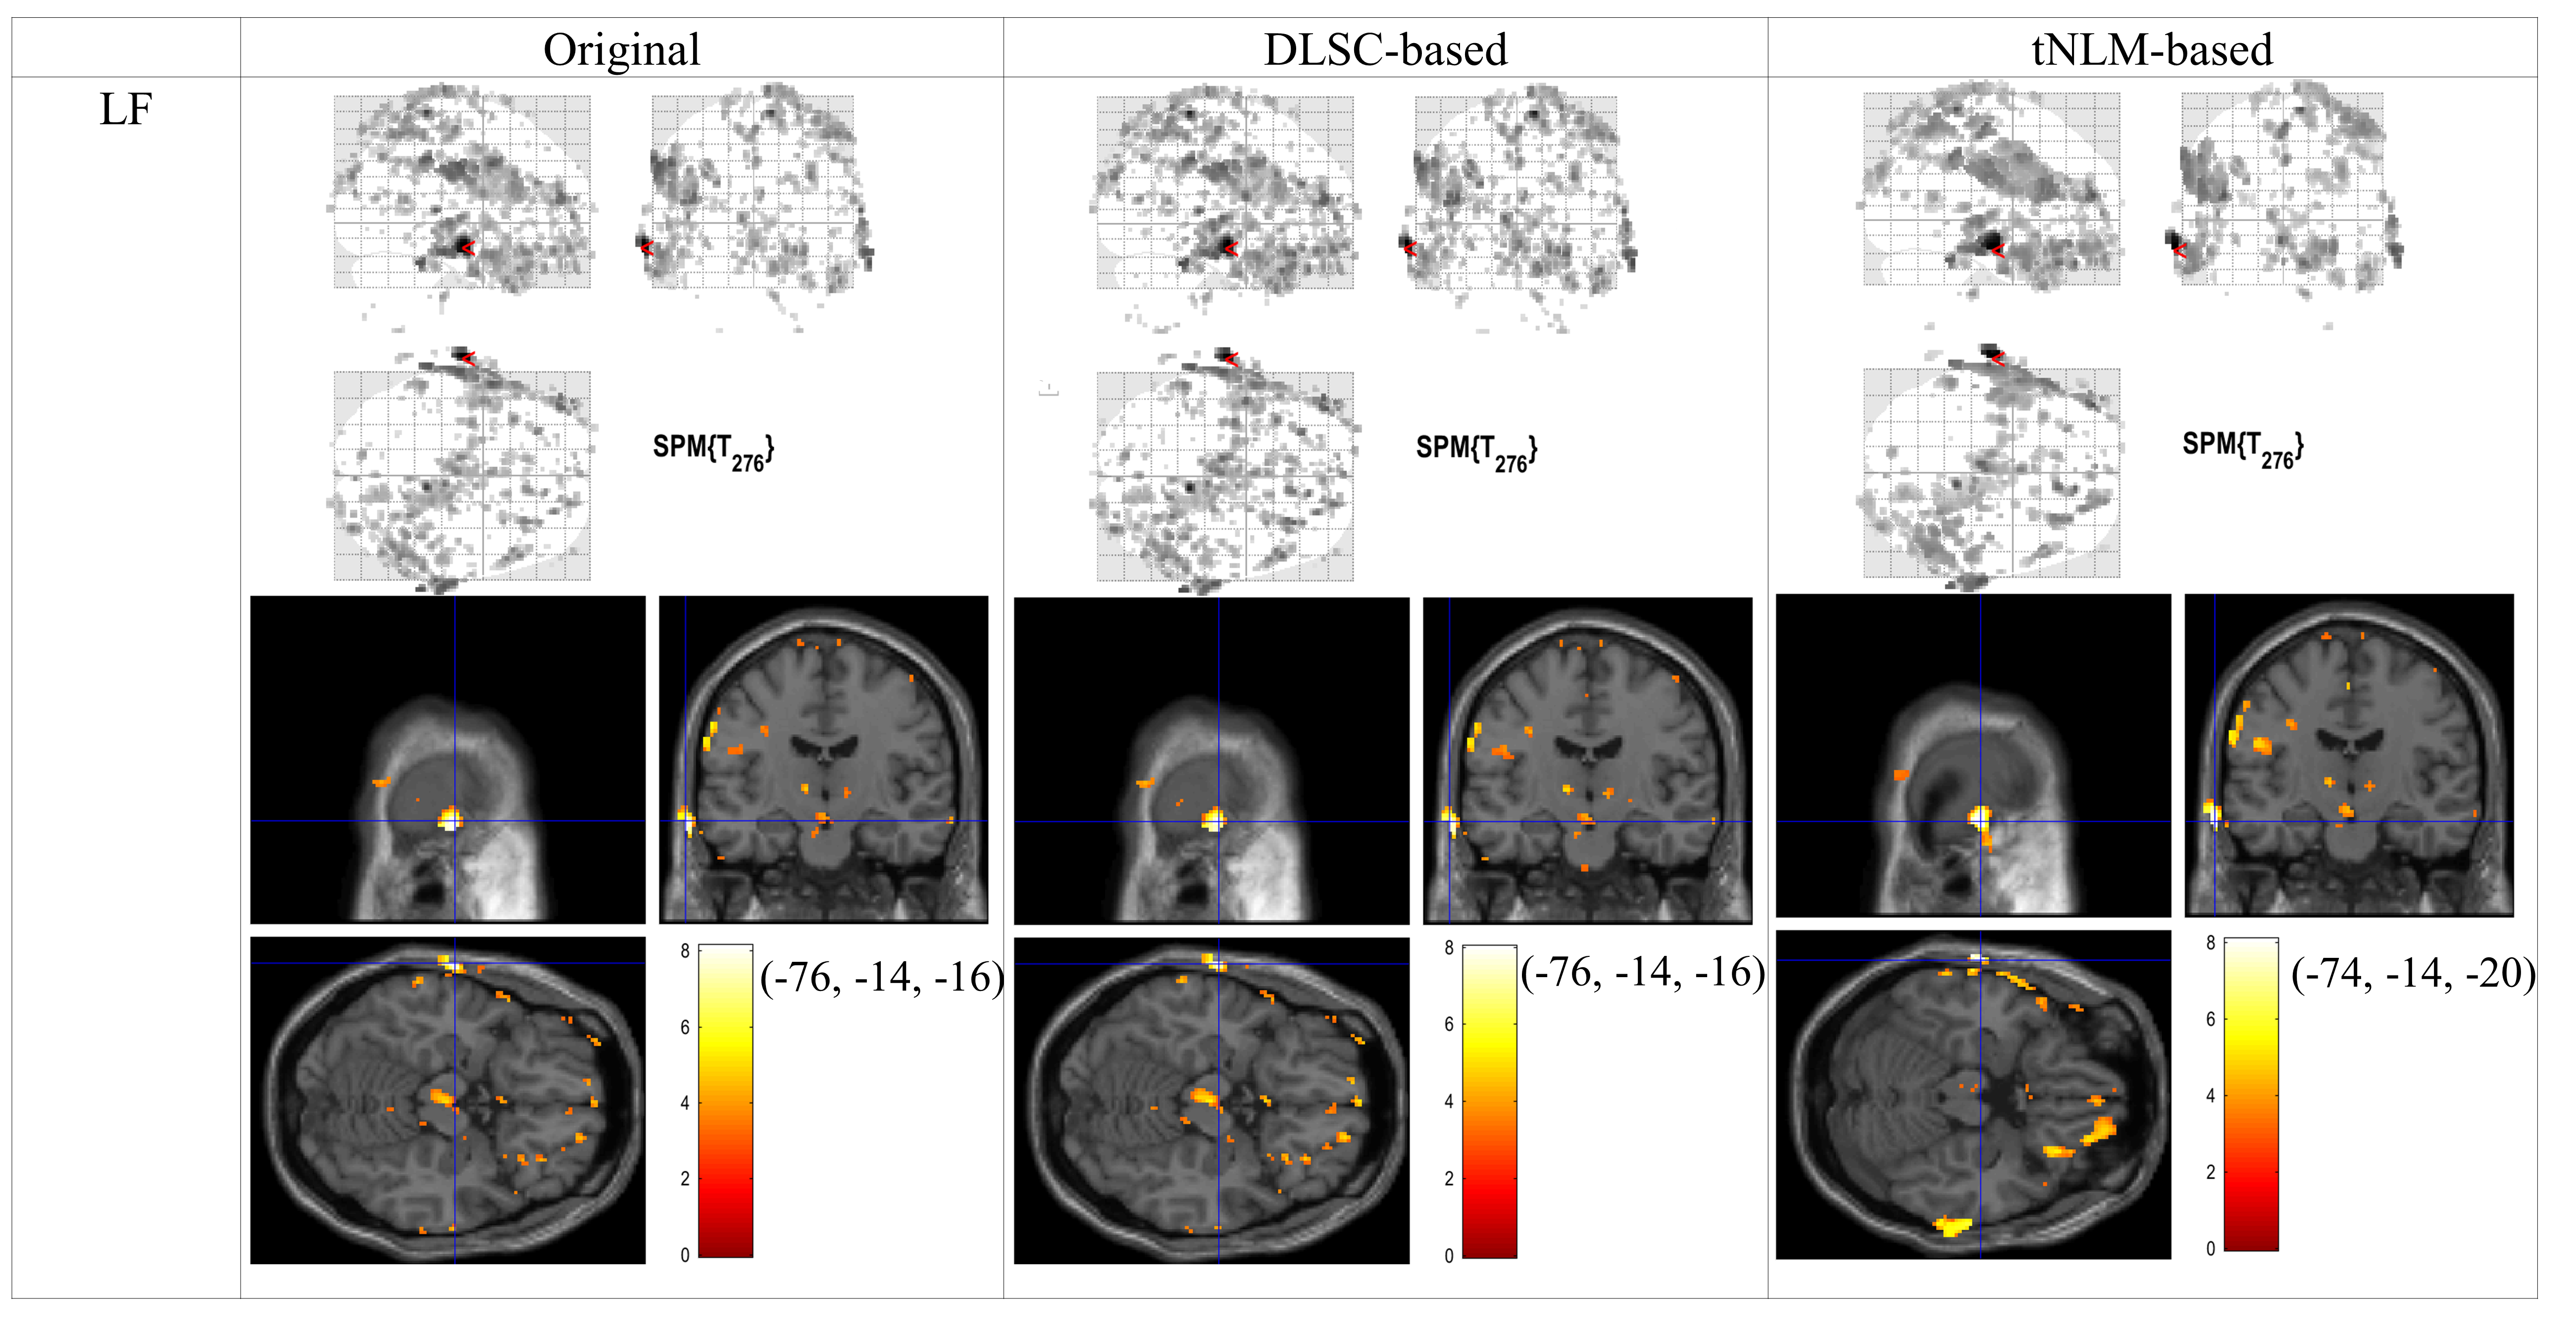 Original
DLSC-based
tNLM-based
LF
SPM{T276}
SPM{T276}
SPM{T276}
8
6
4
2
0
(-76, -14, -16)
8
6
4
2
0
(-76, -14, -16)
8
6
4
2
0
(-74, -14, -20)